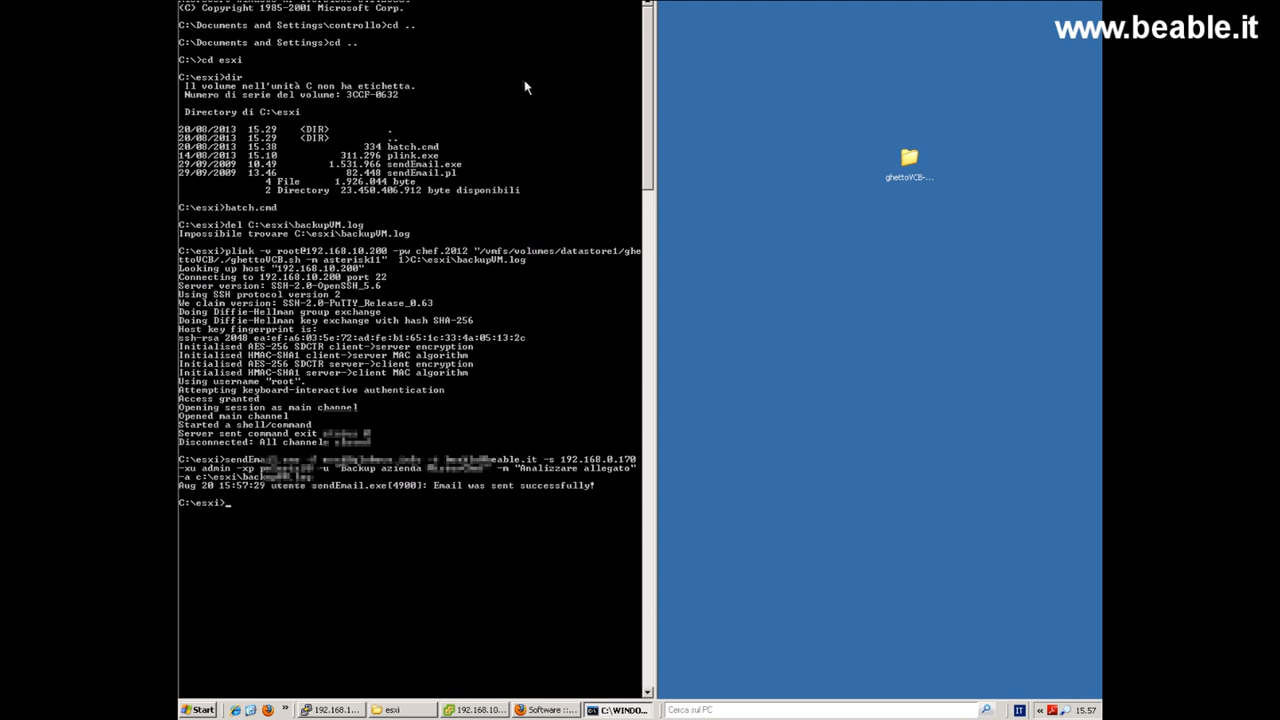 (C) Copyright 1985-2001 Microsoft Corp.
www.beable.it
C:\Documents and Settings\controllo>cd ..
C:\Documents and Settings>cd ..
C:\>cd esxi
C:\esxi>dir
Il volume nell'unità C non ha etichetta.
Numero di serie del volume: 3CCF-0632
Directory di C:\esxi
20/08/2013  15.29    <DIR>          .
20/08/2013  15.29    <DIR>          ..
20/08/2013  15.38               334 batch.cmd
14/08/2013  15.10           311.296 plink.exe
29/09/2009  10.49         1.531.966 sendEmail.exe
29/09/2009  13.46            82.448 sendEmail.pl
4 File      1.926.044 byte
2 Directory  23.450.406.912 byte disponibili
C:\esxi>batch.cmd
C:\esxi>del C:\esxi\backupVM.log
Impossibile trovare C:\esxi\backupVM.log
C:\esxi>plink -v root@192.168.10.200 -pw chef.2012 "/vmfs/volumes/datastore1/ghe
ttoVCB/./ghettoVCB.sh -m asterisk11"  1>C:\esxi\backupVM.log
Looking up host "192.168.10.200"
Connecting to 192.168.10.200 port 22
Server version: SSH-2.0-OpenSSH_5.6
Using SSH protocol version 2
We claim version: SSH-2.0-PuTTY_Release_0.63
Doing Diffie-Hellman group exchange
Doing Diffie-Hellman key exchange with hash SHA-256
Host key fingerprint is:
ssh-rsa 2048 ea:ef:a6:03:5e:72:ad:fe:b1:65:1c:33:4a:05:13:2c
Initialised AES-256 SDCTR client->server encryption
Initialised HMAC-SHA1 client->server MAC algorithm
Initialised AES-256 SDCTR server->client encryption
Initialised HMAC-SHA1 server->client MAC algorithm
Using username "root".
Attempting keyboard-interactive authentication
Access granted
Opening session as main channel
Opened main channel
Started a shell/command
Server sent command exit
Disconnected: All channels
-s 192.168.0.170
-xu admin -xp -u "Backup azienda -m "Analizzare allegato"
-a
Aug 20 15:57:29 utente sendEmail.exe[4900]: Email was sent successfully!
C:\esxi>_
ghettoVCB-...
Start
»
192.168.1...
esxi
192.168.10...
Software ::...
C:\WINDO...
Cerca sul PC
IT
«
15.57